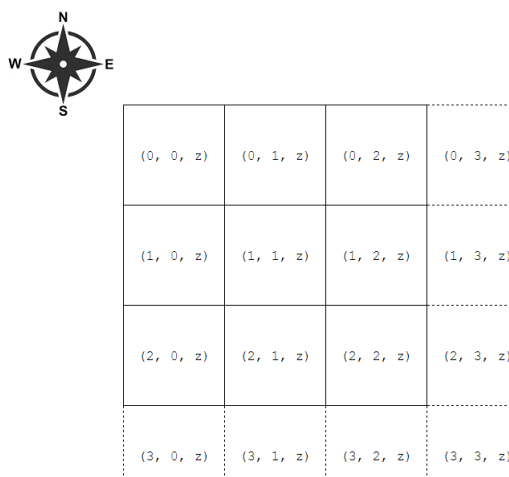 N
W E
S
(0, 0, z) (0, 1, z) (0, 2, z) (0, 3, z)
(1, 0, z) (1, 1, z) (1, 2, z) (1, 3, z)
(2, 0, z) (2, 1, z) (2, 2, z) (2, 3, z)
(3, 0, z) (3, 1, z) (3, 2, z) (3, 3, z)